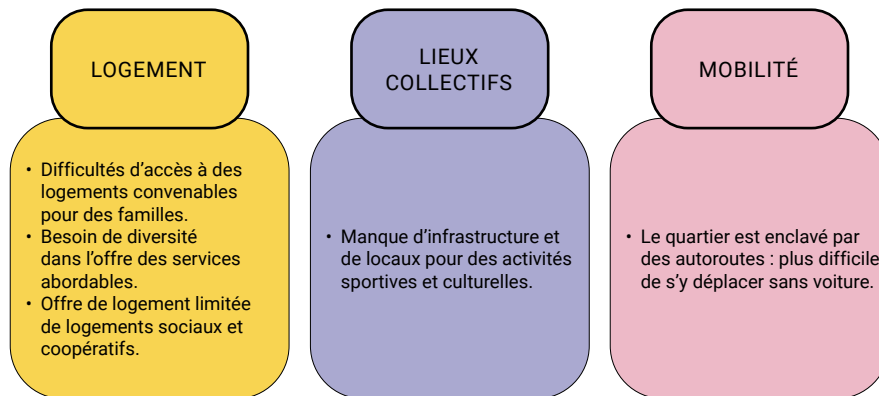 LOGEMENT
• Difficultés d'accès à des
logements convenables
pour des familles.
• Besoin de diversité
dans l'offre des services
abordables.
• Offre de logement limitée
de logements sociaux et
coopératifs.
LIEUX
COLLECTIFS
• Manque d'infrastructure et
de locaux pour des activités
sportives et culturelles.
MOBILITÉ
• Le quartier est enclavé par
des autoroutes : plus difficile
de s'y déplacer sans voiture.